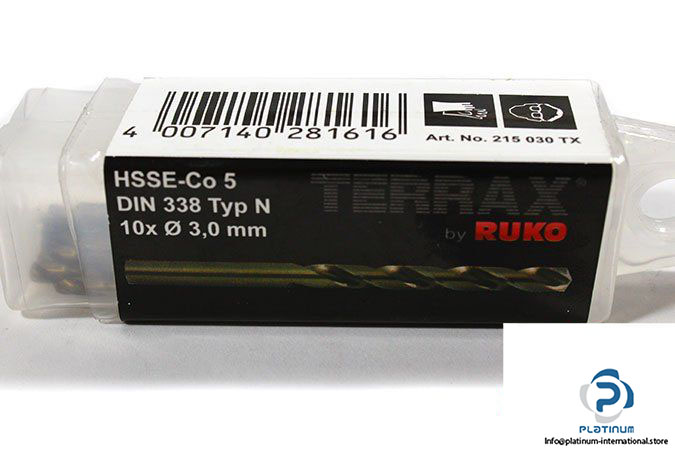 4 007140 281616
Art. No. 215 030 TX
HSSE-Co 5
DIN 338 Typ N
10x Ø 3,0 mm
TERRAX®
by RUKO
PLATINUM
Info@platinum-international.store